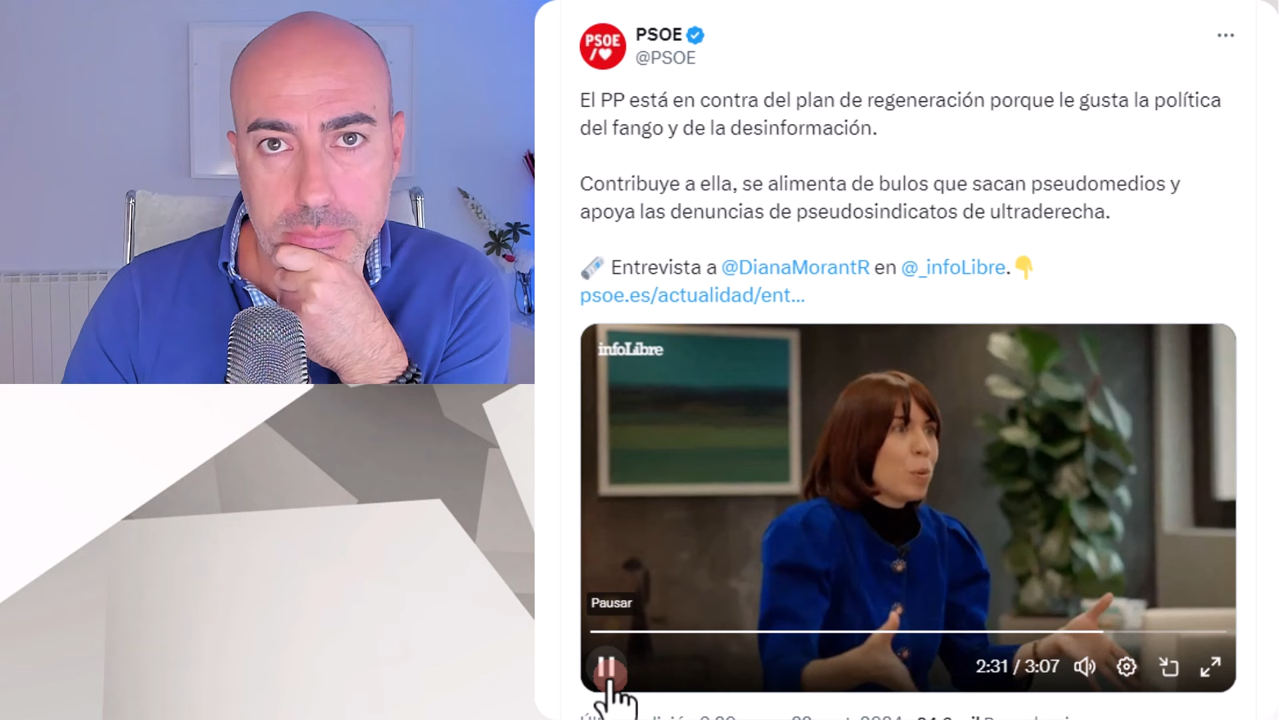 PSOE
PSOE
@PSOE
El PP está en contra del plan de regeneración porque le gusta la política
del fango y de la desinformación.
Contribuye a ella, se alimenta de bulos que sacan pseudomedios y
apoya las denuncias de pseudosindicatos de ultraderecha.
Entrevista a @DianaMorantR en @_infoLibre.
psoe.es/actualidad/ent...
infoLibre
Pausar
2:31 / 3:07